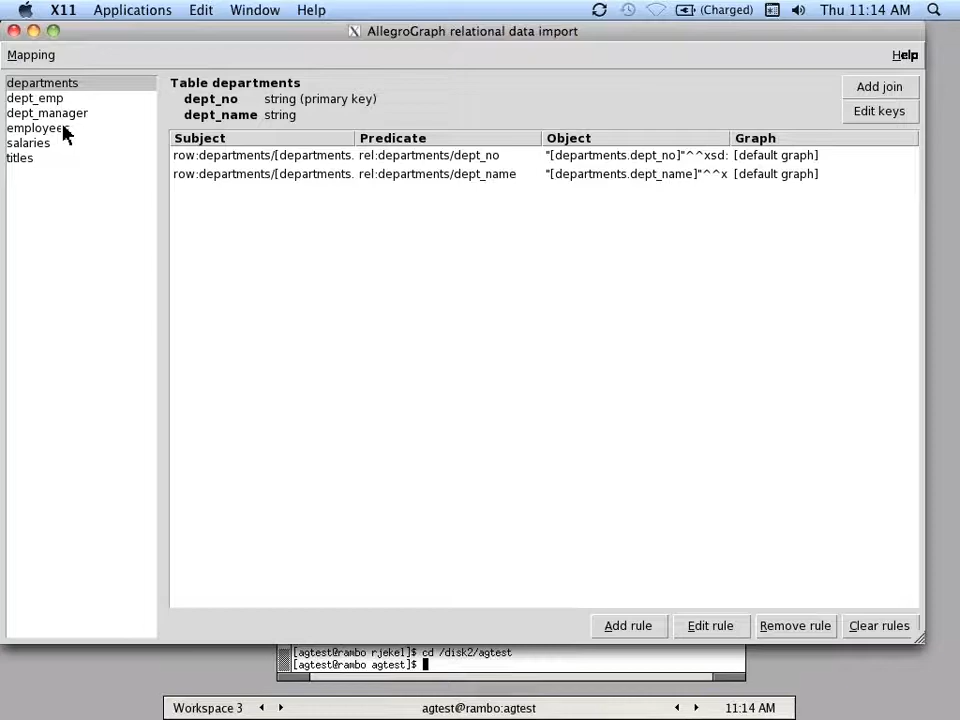 X11 Applications Edit Window Help (Charged) Thu 11:14 AM
AllegroGraph relational data import
Mapping Help
departments
dept_emp
dept_manager
employees
salaries
titles
Table departments
dept_no string (primary key)
dept_name string
Add join
Edit keys
Subject Predicate Object Graph
row:departments/[departments. rel:departments/dept_no "[departments.dept_no]"^^xsd: [default graph]
row:departments/[departments. rel:departments/dept_name "[departments.dept_name]"^^x [default graph]
Add rule Edit rule Remove rule Clear rules
[agtest@rambo rjekel]$ cd /disk2/agtest
[agtest@rambo agtest]$
Workspace 3 agtest@rambo:agtest 11:14 AM